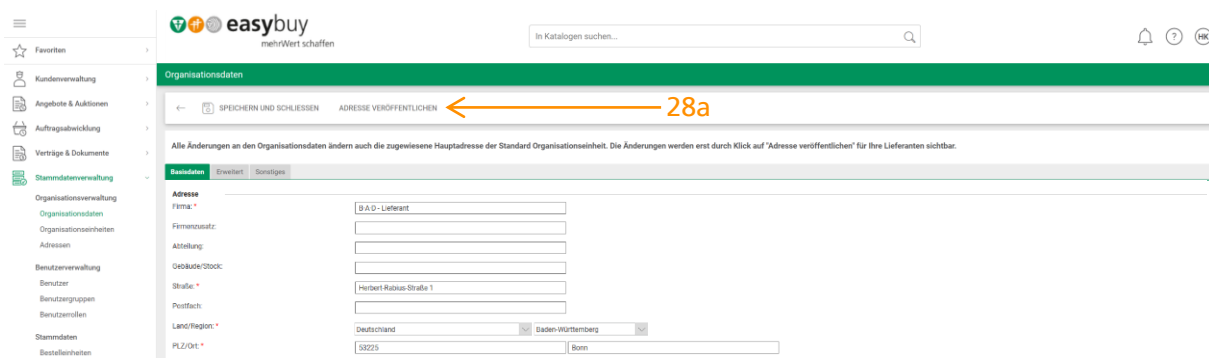 easybuy
mehrWert schaffen
In Katalogen suchen...
?
HK
Favoriten
Kundenverwaltung
Angebote & Auktionen
Auftragsabwicklung
Verträge & Dokumente
Stammdatenverwaltung
Organisationsverwaltung
Organisationsdaten
Organisationseinheiten
Adressen
Benutzerverwaltung
Benutzer
Benutzergruppen
Benutzerrollen
Stammdaten
Bestelleinheiten
Organisationsdaten
SPEICHERN UND SCHLIESSEN ADRESSE VERÖFFENTLICHEN
28a
Alle Änderungen an den Organisationsdaten ändern auch die zugewiesene Hauptadresse der Standard Organisationseinheit. Die Änderungen werden erst durch Klick auf "Adresse veröffentlichen" für Ihre Lieferanten sichtbar.
Basisdaten Erweitert Sonstiges
Adresse
Firma: * B·A·D - Lieferant
Firmenzusatz:
Abteilung:
Gebäude/Stock:
Straße: * Herbert-Rabius-Straße 1
Postfach:
Land/Region: * Deutschland Baden-Württemberg
PLZ/Ort: * 53225 Bonn